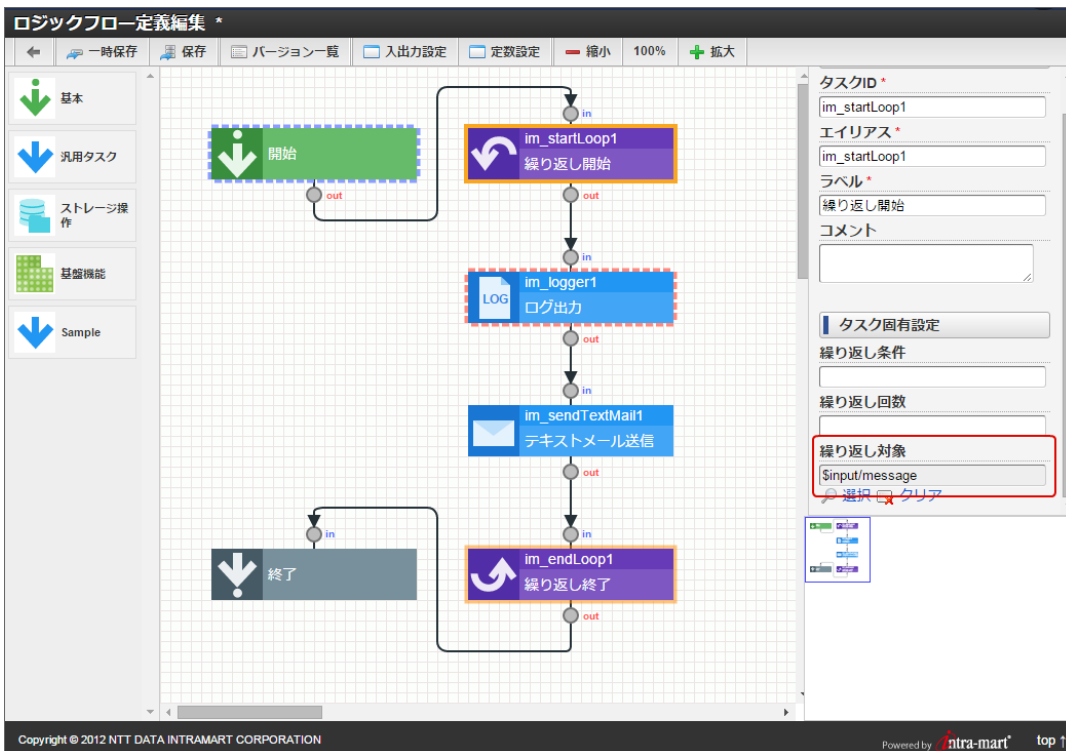 ロジックフロー定義編集 *
一時保存 保存 バージョン一覧 入出力設定 定数設定 縮小 100% 拡大
基本
汎用タスク
ストレージ操
作
基盤機能
Sample
開始
out
in
im_startLoop1
繰り返し開始
out
in
LOG
im_logger1
ログ出力
out
in
im_sendTextMail1
テキストメール送信
out
in
im_endLoop1
繰り返し終了
out
in
終了
タスクID *
im_startLoop1
エイリアス *
im_startLoop1
ラベル *
繰り返し開始
コメント
タスク固有設定
繰り返し条件
繰り返し回数
繰り返し対象
$input/message
選択 クリア
Copyright © 2012 NTT DATA INTRAMART CORPORATION
Powered by intra-mart
top ↑